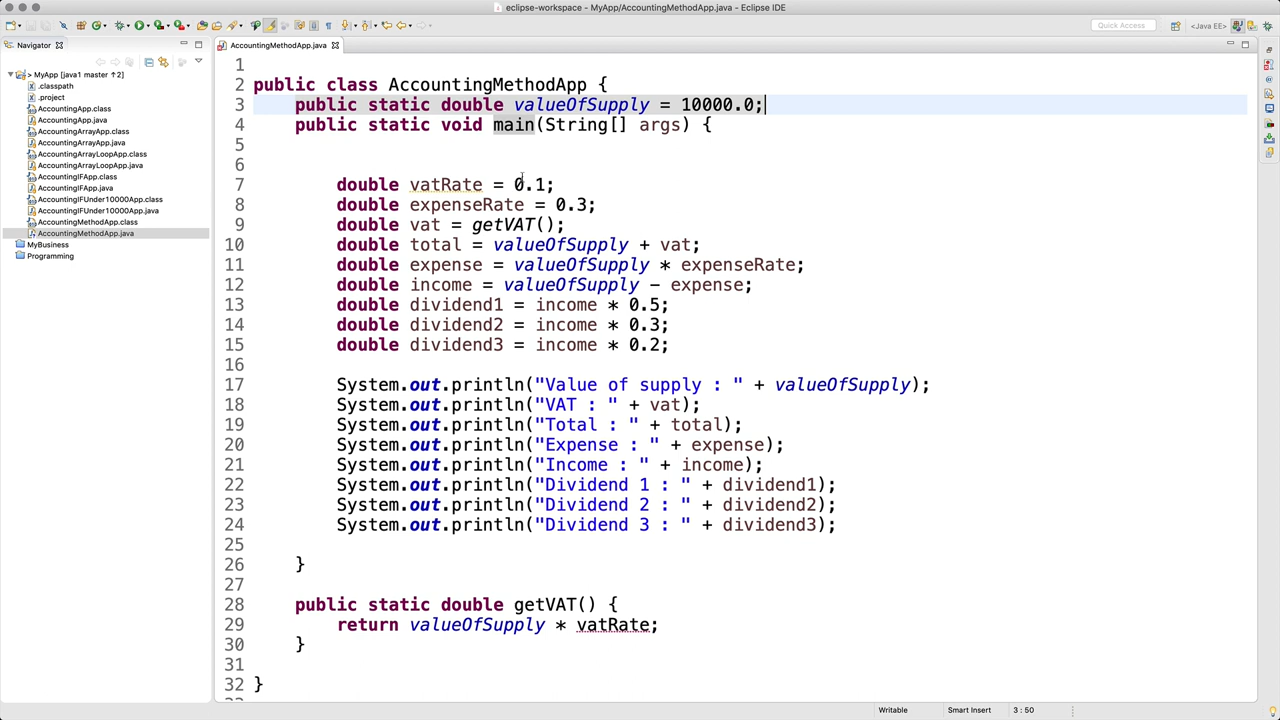 eclipse-workspace - MyApp/AccountingMethodApp.java - Eclipse IDE
Quick Access
<Java EE>
Navigator
AccountingMethodApp.java
> MyApp [java1 master ↑2]
.classpath
.project
AccountingApp.class
AccountingApp.java
AccountingArrayApp.class
AccountingArrayApp.java
AccountingArrayLoopApp.class
AccountingArrayLoopApp.java
AccountingIFApp.class
AccountingIFApp.java
AccountingIFUnder10000App.class
AccountingIFUnder10000App.java
AccountingMethodApp.class
AccountingMethodApp.java
MyBusiness
Programming
1
2 public class AccountingMethodApp {
3 public static double valueOfSupply = 10000.0;
4 public static void main(String[] args) {
5
6
7 double vatRate = 0.1;
8 double expenseRate = 0.3;
9 double vat = getVAT();
10 double total = valueOfSupply + vat;
11 double expense = valueOfSupply * expenseRate;
12 double income = valueOfSupply - expense;
13 double dividend1 = income * 0.5;
14 double dividend2 = income * 0.3;
15 double dividend3 = income * 0.2;
16
17 System.out.println("Value of supply : " + valueOfSupply);
18 System.out.println("VAT : " + vat);
19 System.out.println("Total : " + total);
20 System.out.println("Expense : " + expense);
21 System.out.println("Income : " + income);
22 System.out.println("Dividend 1 : " + dividend1);
23 System.out.println("Dividend 2 : " + dividend2);
24 System.out.println("Dividend 3 : " + dividend3);
25
26 }
27
28 public static double getVAT() {
29 return valueOfSupply * vatRate;
30 }
31
32 }
Writable
Smart Insert
3 : 50